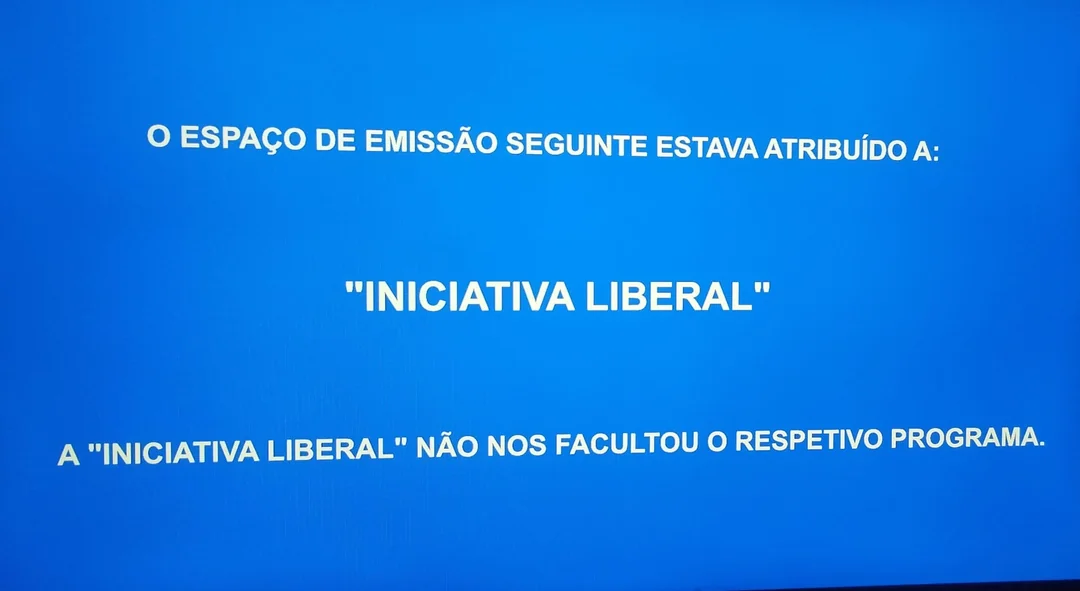 O ESPAÇO DE EMISSÃO SEGUINTE ESTAVA ATRIBUÍDO A:
"INICIATIVA LIBERAL"
A "INICIATIVA LIBERAL" NÃO NOS FACULTOU O RESPETIVO PROGRAMA.